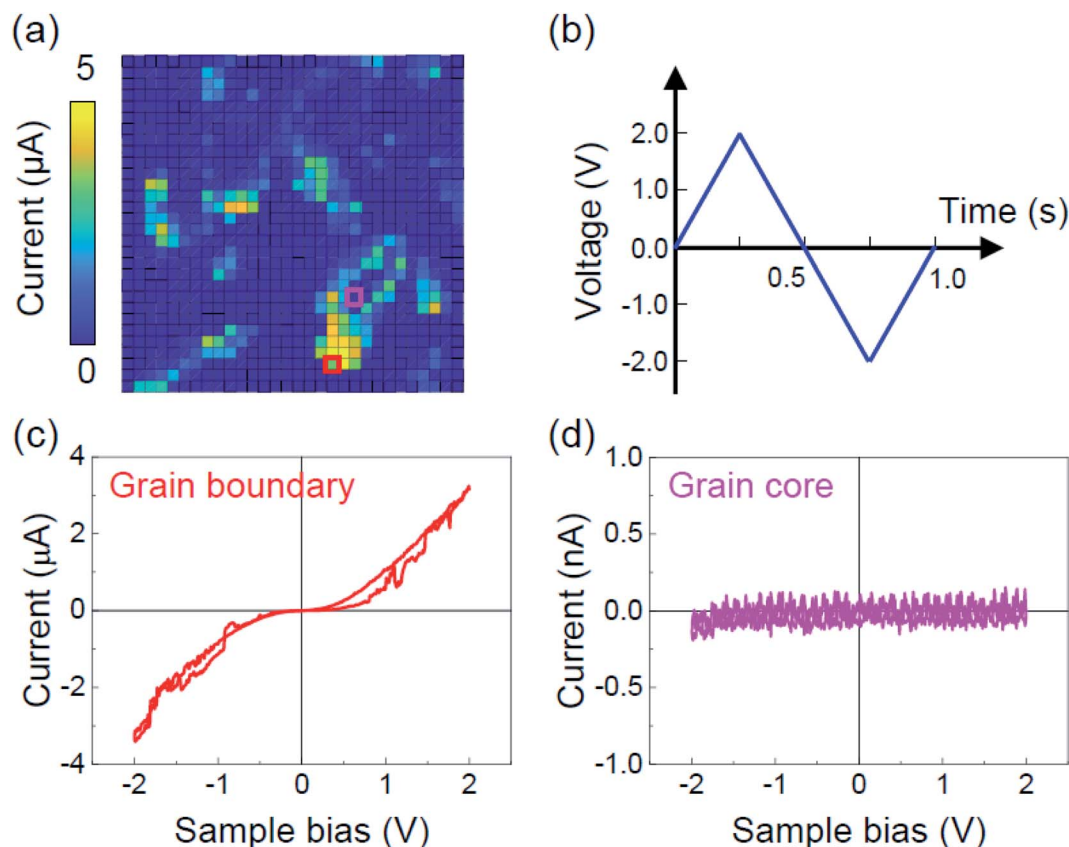 (a)
5
Current (μA)
0
(b)
Voltage (V)
2.0
1.0
0.0
-1.0
-2.0
Time (s)
0.5
1.0
(c)
Grain boundary
Current (μA)
4
2
0
-2
-4
-2
-1
0
1
2
Sample bias (V)
(d)
Grain core
Current (nA)
1.0
0.5
0.0
-0.5
-1.0
-2
-1
0
1
2
Sample bias (V)